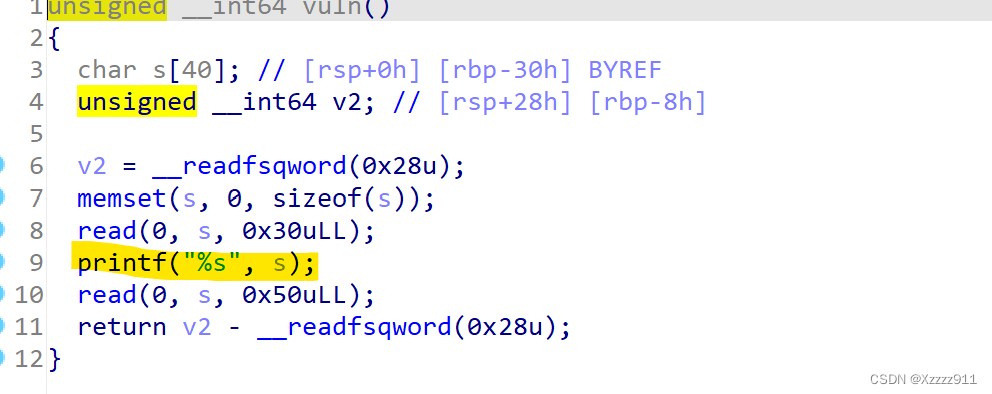 1 unsigned __int64 vuln()
2 {
3 char s[40]; // [rsp+0h] [rbp-30h] BYREF
4 unsigned __int64 v2; // [rsp+28h] [rbp-8h]
5
6 v2 = __readfsqword(0x28u);
7 memset(s, 0, sizeof(s));
8 read(0, s, 0x30uLL);
9 printf("%s", s);
10 read(0, s, 0x50uLL);
11 return v2 - __readfsqword(0x28u);
12 }
CSDN @Xzzzz911